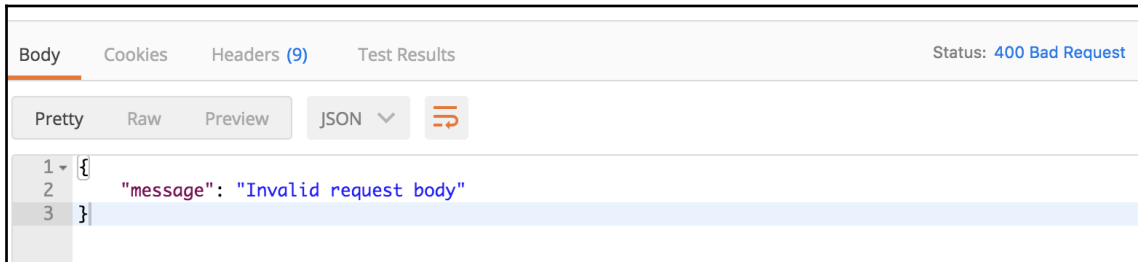 Body Cookies Headers (9) Test Results Status: 400 Bad Request
Pretty Raw Preview JSON
1 {
2 "message": "Invalid request body"
3 }